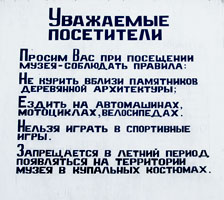 Уважаемые
посетители
Просим Вас при посещении
музея-соблюдать правила:
Не курить вблизи памятников
деревянной архитектуры;
Ездить на автомашинах,
мотоциклах, велосипедах.
Нельзя играть в спортивные
игры.
Запрещается в летний период
появляться на территории
музея в купальных костюмах.